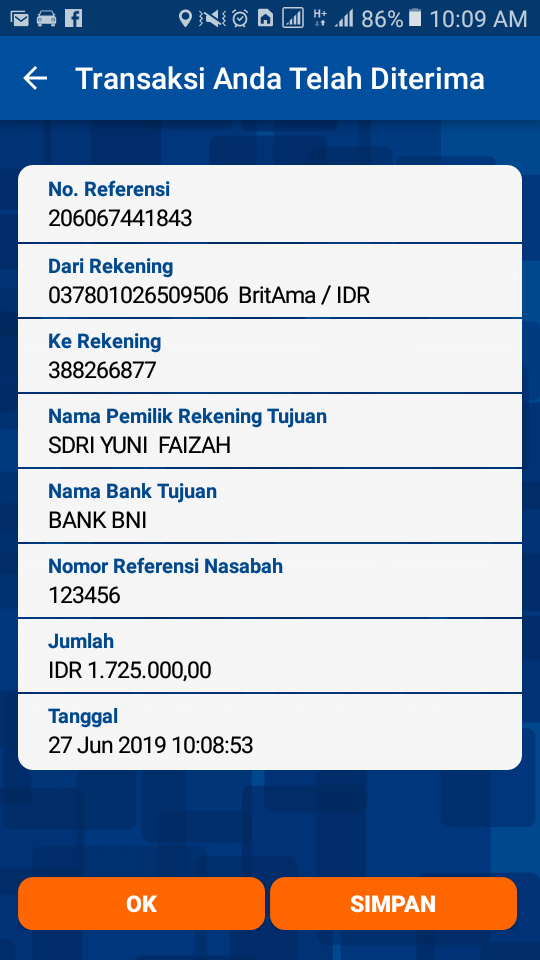 86% 10:09 AM
Transaksi Anda Telah Diterima
No. Referensi
206067441843
Dari Rekening
037801026509506 BritAma / IDR
Ke Rekening
388266877
Nama Pemilik Rekening Tujuan
SDRI YUNI FAIZAH
Nama Bank Tujuan
BANK BNI
Nomor Referensi Nasabah
123456
Jumlah
IDR 1.725.000,00
Tanggal
27 Jun 2019 10:08:53
OK
SIMPAN